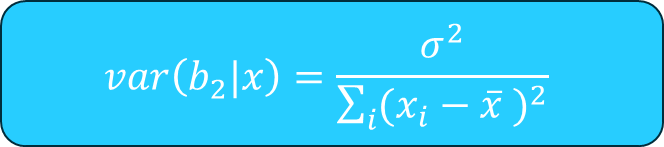 var(b₂|x) = σ² / ∑ᵢ(xᵢ − x̄ )²